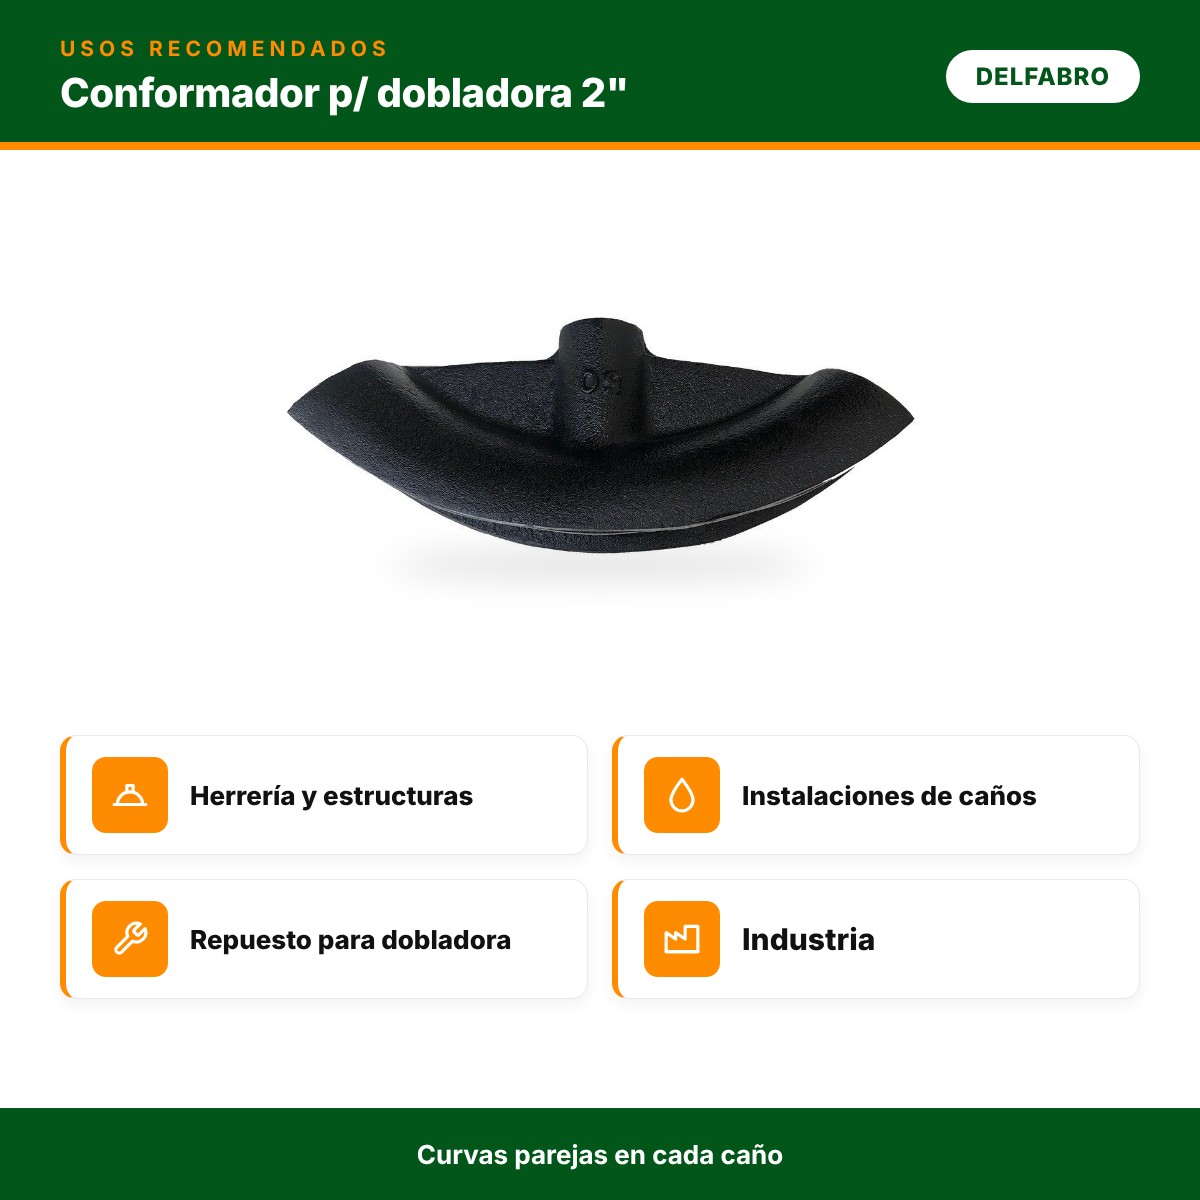 USOS RECOMENDADOS
Conformador p/ dobladora 2"
DELFABRO
Herrería y estructuras
Instalaciones de caños
Repuesto para dobladora
Industria
Curvas parejas en cada caño